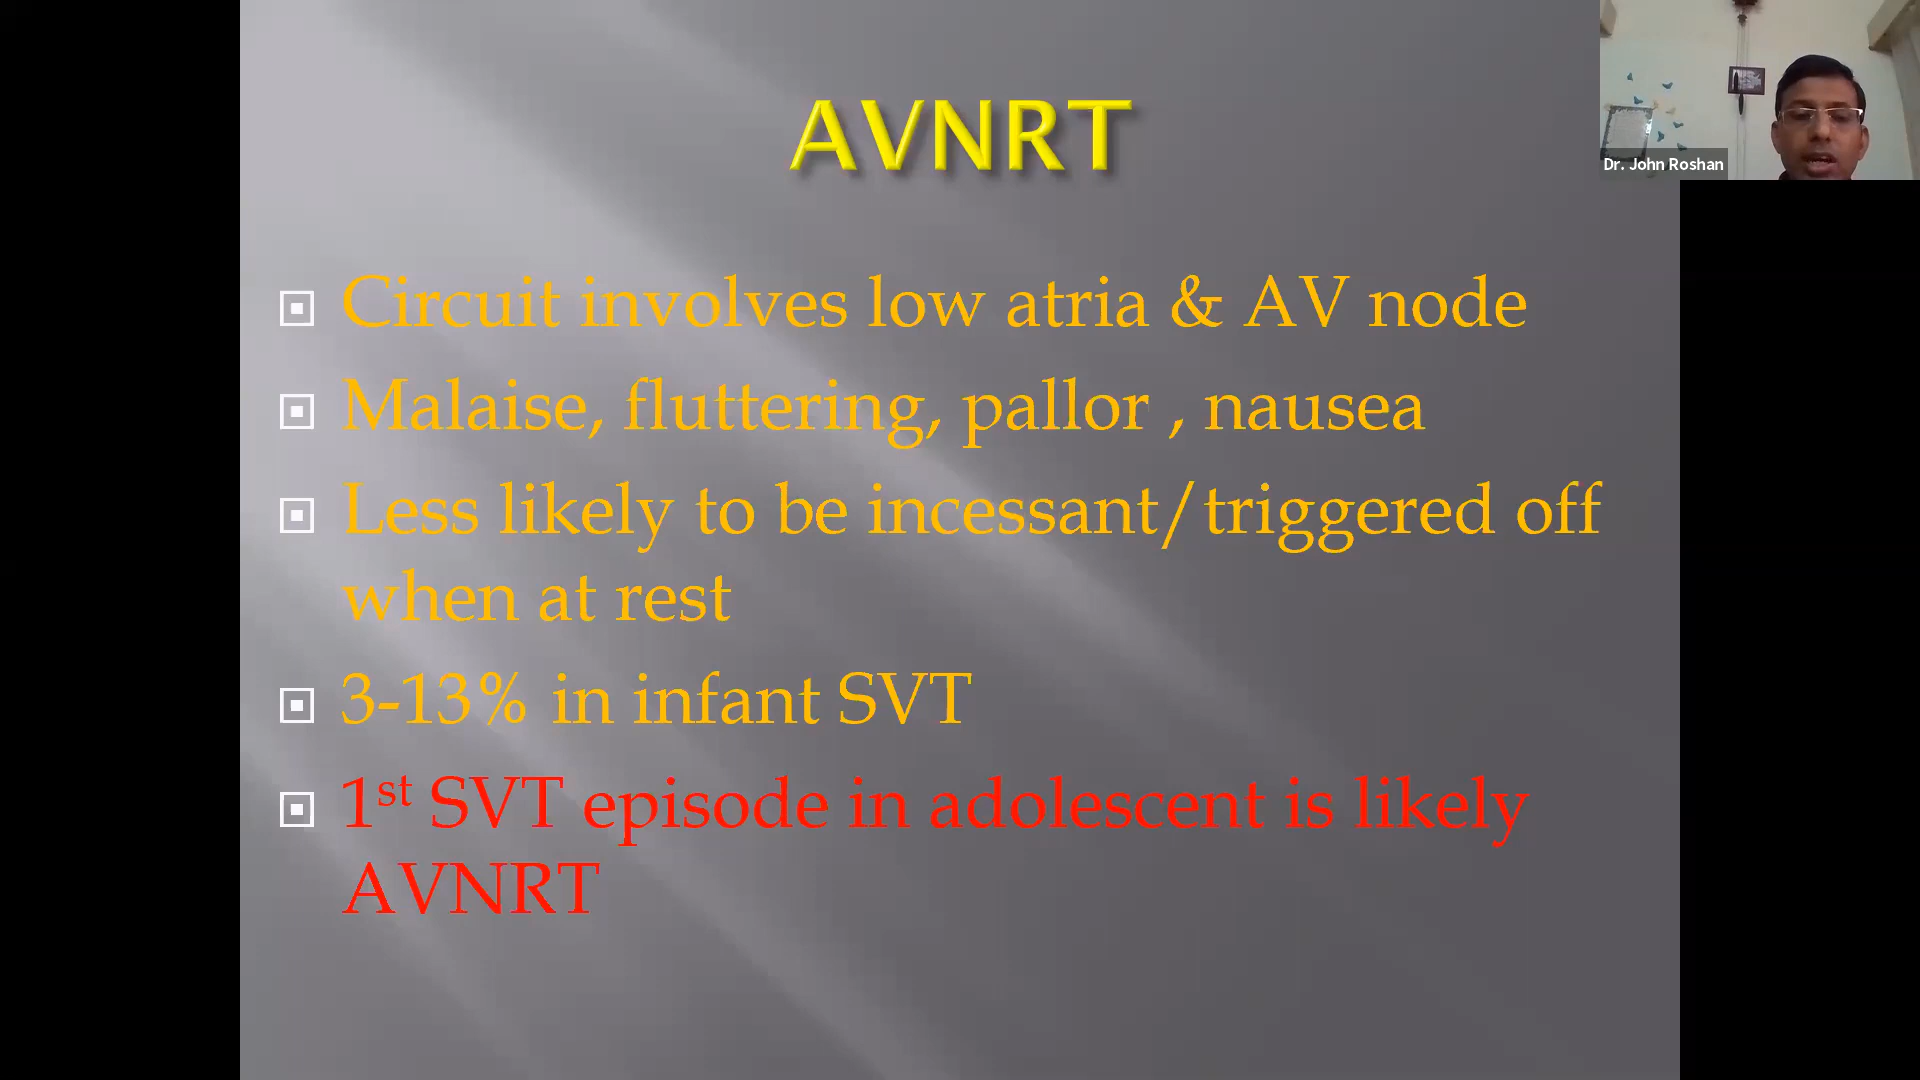 AVNRT
Dr. John Roshan
Circuit involves low atria & AV node
Malaise, fluttering, pallor , nausea
Less likely to be incessant/triggered off
when at rest
3-13% in infant SVT
1st SVT episode in adolescent is likely
AVNRT